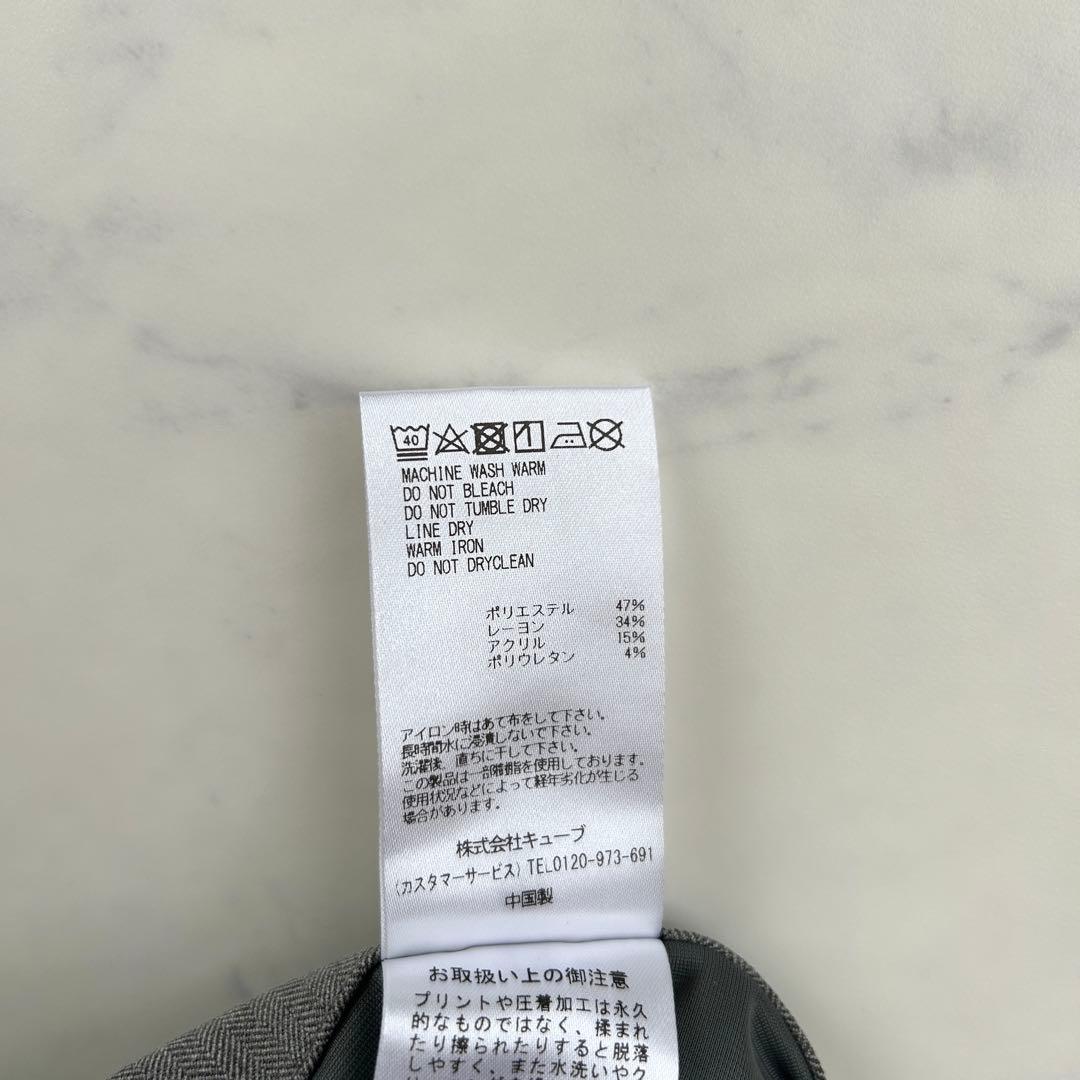 40
MACHINE WASH WARM
DO NOT BLEACH
DO NOT TUMBLE DRY
LINE DRY
WARM IRON
DO NOT DRYCLEAN
ポリエステル 47%
レーヨン 34%
アクリル 15%
ポリウレタン 4%
アイロン時はあて布をして下さい。
長時間水に浸漬しないで下さい。
洗濯後、直ちに干して下さい。
この製品は一部樹脂を使用しております。
使用状況などによって経年劣化が生じる
場合があります。
株式会社キューブ
(カスタマーサービス) TEL0120-973-691
中国製
お取扱い上の御注意
プリントや圧着加工は永久
的なものではなく、揉まれ
たり擦られたりすると脱落
しやすく、また水洗いやク